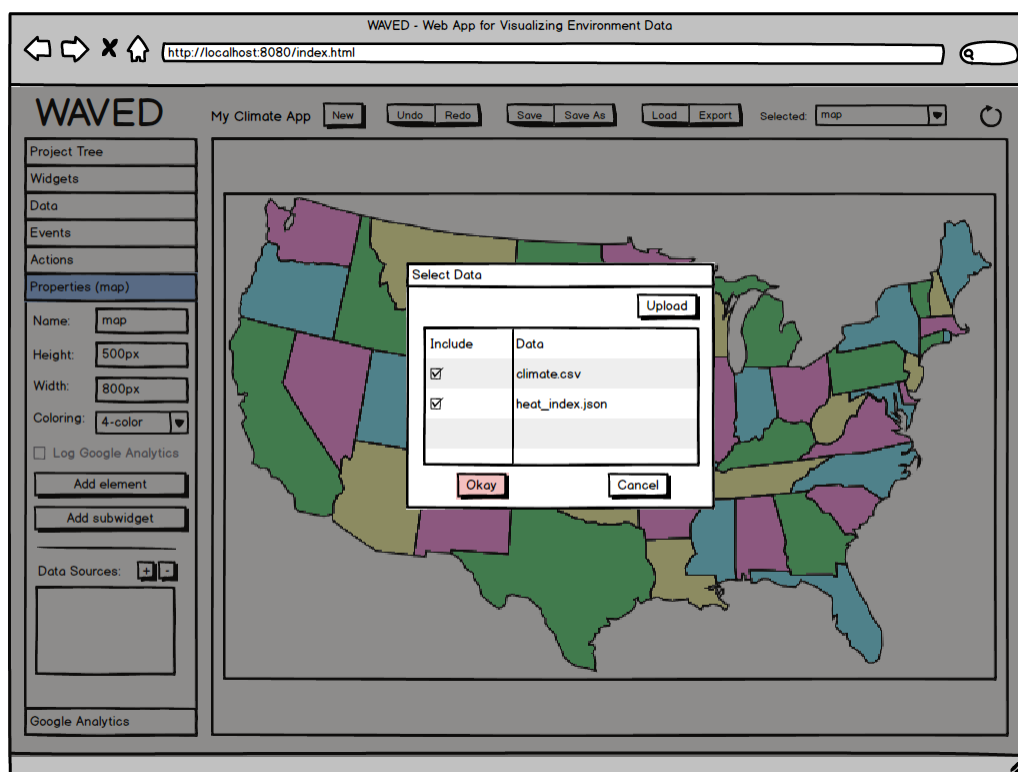 WAVED - Web App for Visualizing Environment Data
http://localhost:8080/index.html
WAVED
My Climate App New Undo Redo Save Save As Load Export Selected: map
Project Tree
Widgets
Data
Events
Actions
Properties (map)
Name: map
Height: 500px
Width: 800px
Coloring: 4-color
Log Google Analytics
Add element
Add subwidget
Data Sources: + -
Google Analytics
Select Data
Upload
Include Data
climate.csv
heat_index.json
Okay Cancel